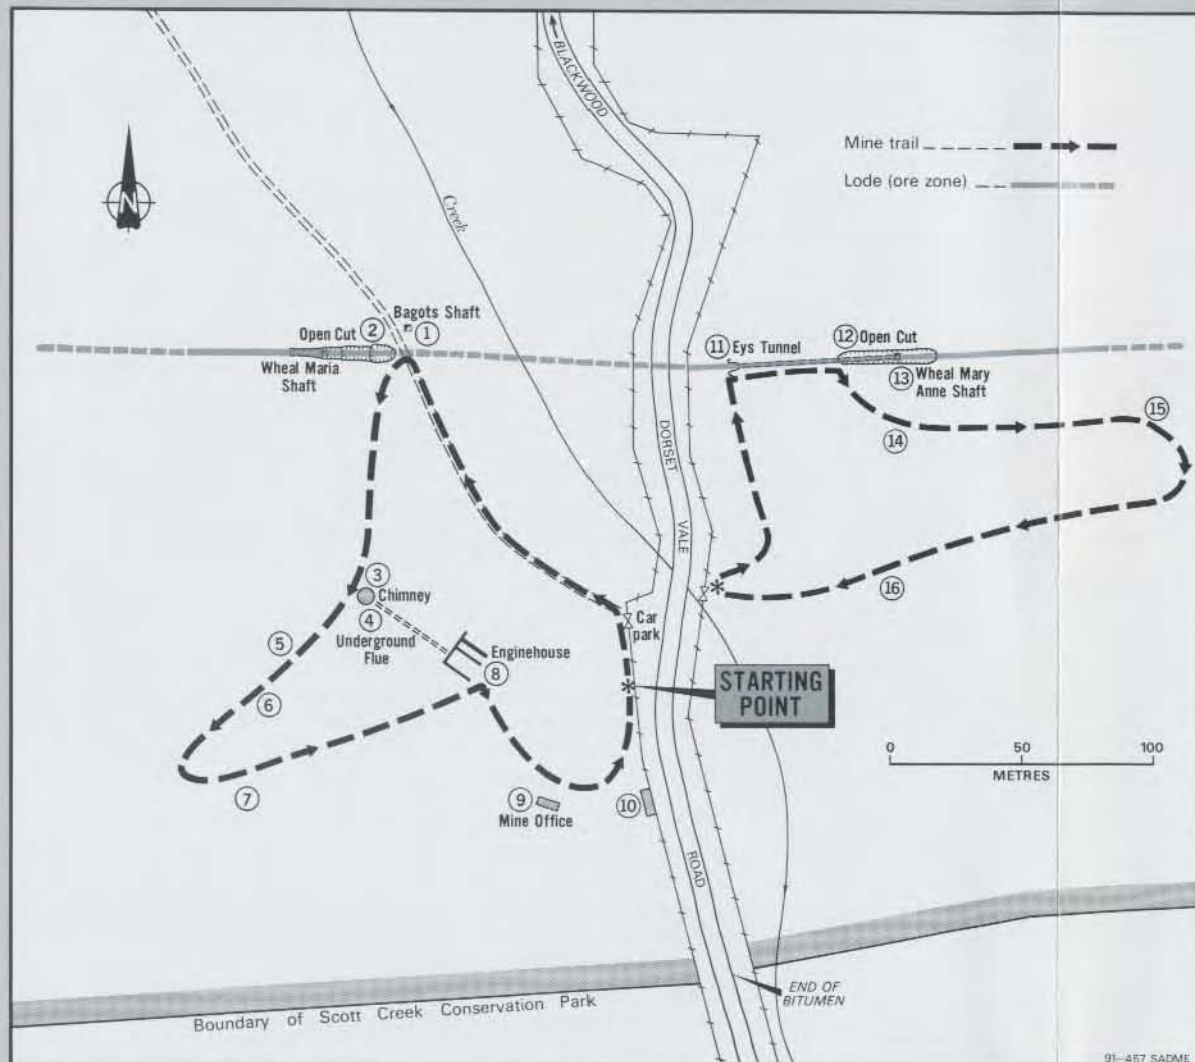 BLACKWOOD
Mine trail
Lode (ore zone)
N
Creek
Bagots Shaft
①
Open Cut ②
Wheal Maria
Shaft
⑪ Eys Tunnel
⑫ Open Cut
⑬ Wheal Mary
Anne Shaft
⑭
⑮
⑯
DORSET
VALE
ROAD
③
Chimney
④
Underground
Flue
⑤
⑥
⑦
Enginehouse
⑧
Car
park
STARTING
POINT
⑨
Mine Office
⑩
0 50 100
METRES
END OF
BITUMEN
Boundary of Scott Creek Conservation Park
91–457 SADME